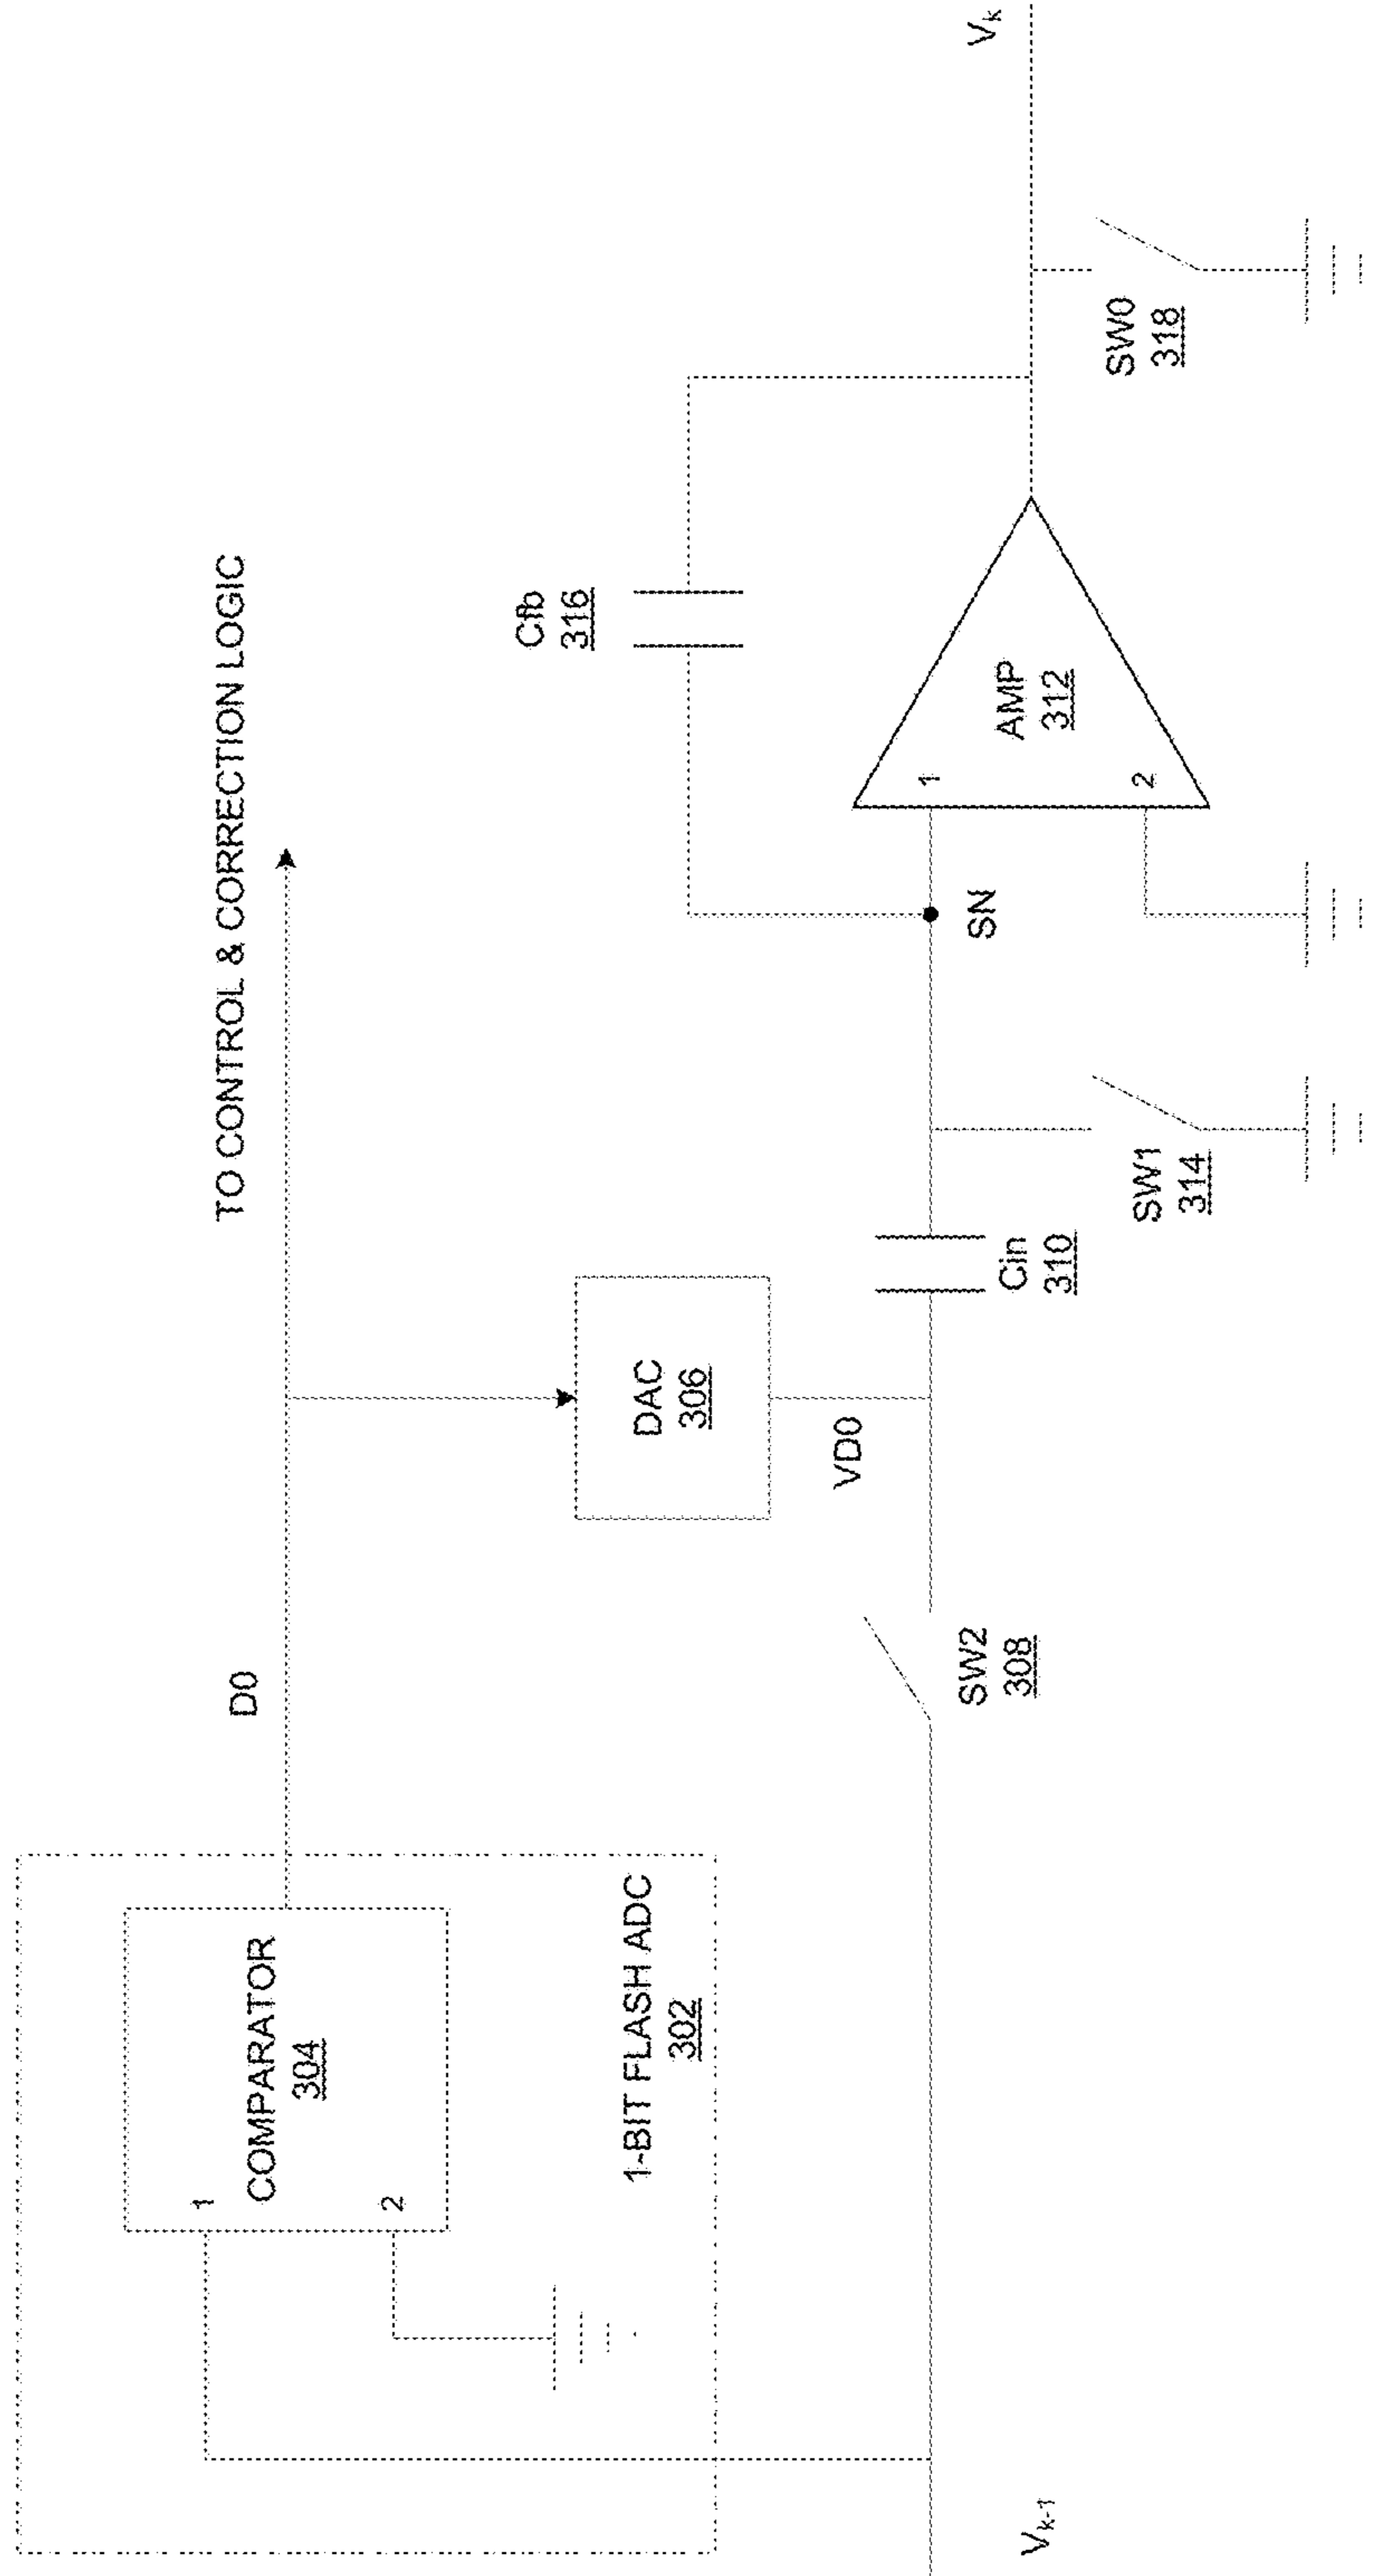 TO CONTROL & CORRECTION LOGIC
D0
COMPARATOR
304
1
2
1-BIT FLASH ADC
302
DAC
306
VD0
Cfb
316
SW2
308
Cin
310
SN
AMP
312
1
2
SW1
314
SW0
318
Vk-1
Vk